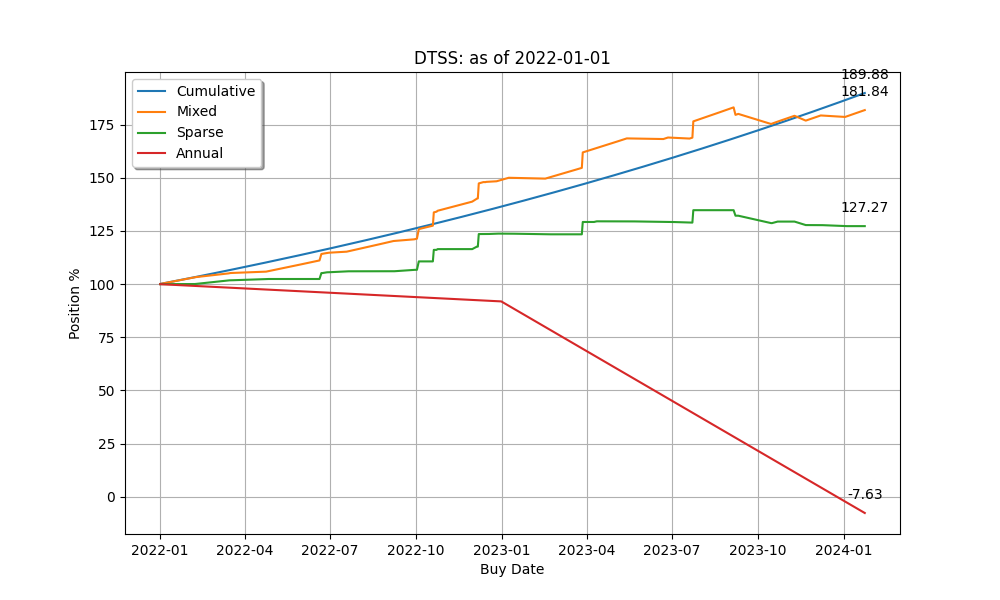 DTSS: as of 2022-01-01
189.88
181.84
127.27
-7.63
Cumulative
Mixed
Sparse
Annual
Position %
175
150
125
100
75
50
25
0
2022-01 2022-04 2022-07 2022-10 2023-01 2023-04 2023-07 2023-10 2024-01
Buy Date